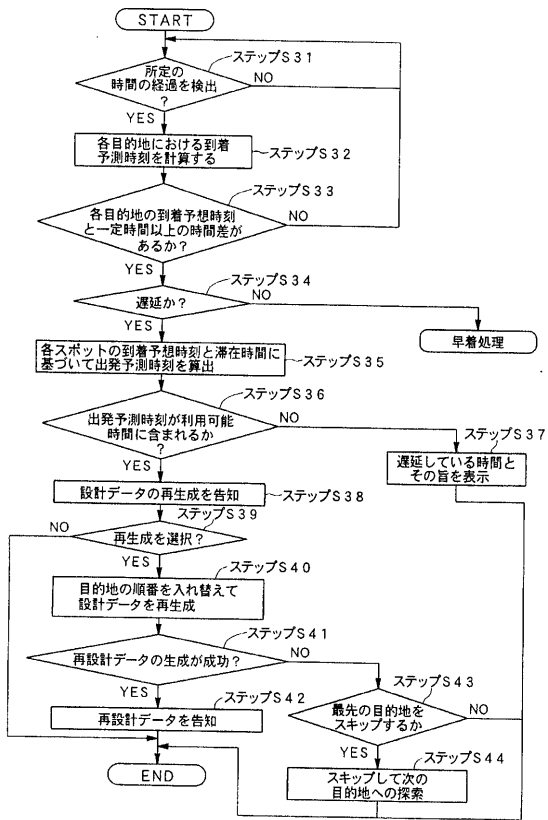 START
ステップS31
所定の
時間の経過を検出
?
NO
YES
各目的地における到着
予測時刻を計算する
ステップS32
ステップS33
各目的地の到着予想時刻
と一定時間以上の時間差が
あるか?
NO
YES
ステップS34
遅延か?
NO
YES
早着処理
各スポットの到着予想時刻と滞在時間に
基づいて出発予測時刻を算出
ステップS35
ステップS36
出発予測時刻が利用可能
時間に含まれるか
?
NO
YES
ステップS37
遅延している時間と
その旨を表示
設計データの再生成を告知
ステップS38
ステップS39
再生成を選択?
NO
YES
ステップS40
目的地の順番を入れ替えて
設計データを再生成
ステップS41
再設計データの生成が成功?
NO
YES
ステップS42
再設計データを告知
ステップS43
最先の目的地を
スキップするか
NO
YES
ステップS44
スキップして次の
目的地への探索
END